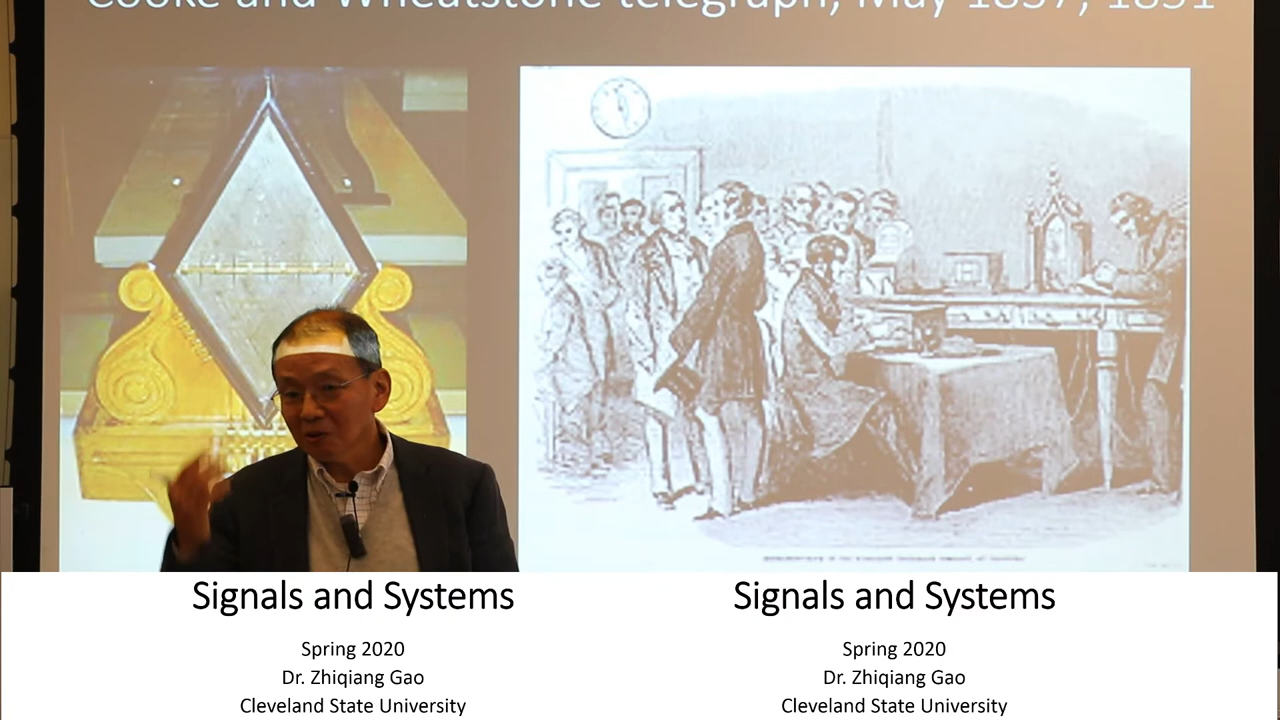 Cooke and Wheatstone telegraph, May 1837, 1851
Signals and Systems
Spring 2020
Dr. Zhiqiang Gao
Cleveland State University
Signals and Systems
Spring 2020
Dr. Zhiqiang Gao
Cleveland State University